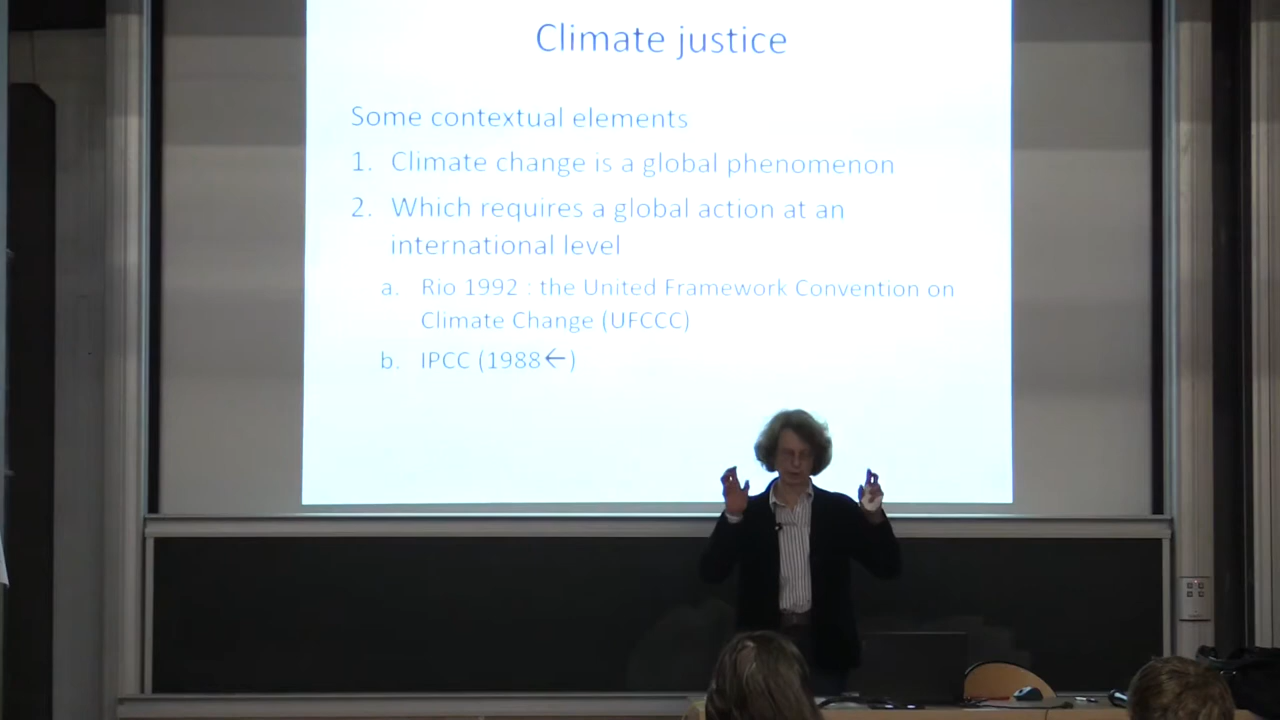 Climate justice
Some contextual elements
1. Climate change is a global phenomenon
2. Which requires a global action at an
international level
a. Rio 1992 : the United Framework Convention on
Climate Change (UFCCC)
b. IPCC (1988←)